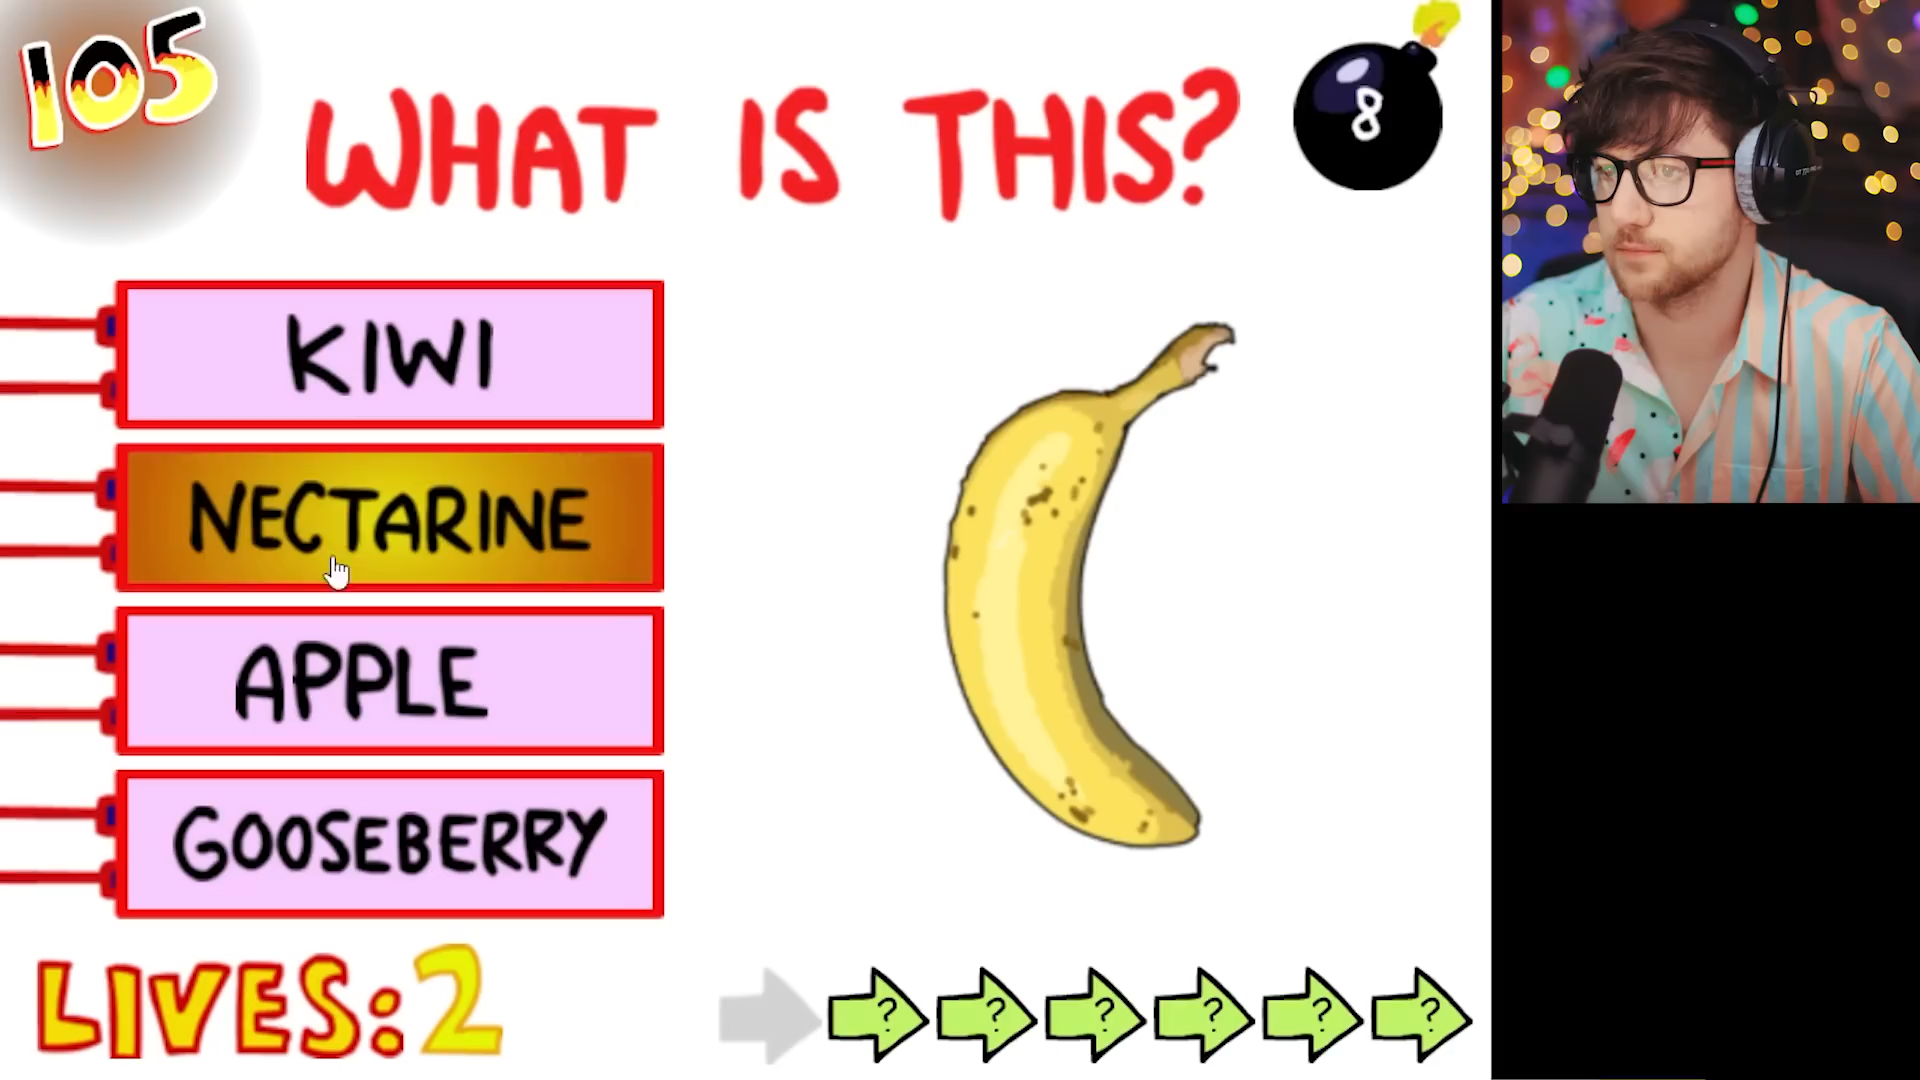 105
WHAT IS THIS?
8
KIWI
NECTARINE
APPLE
GOOSEBERRY
LIVES:2
? ? ? ? ? ?